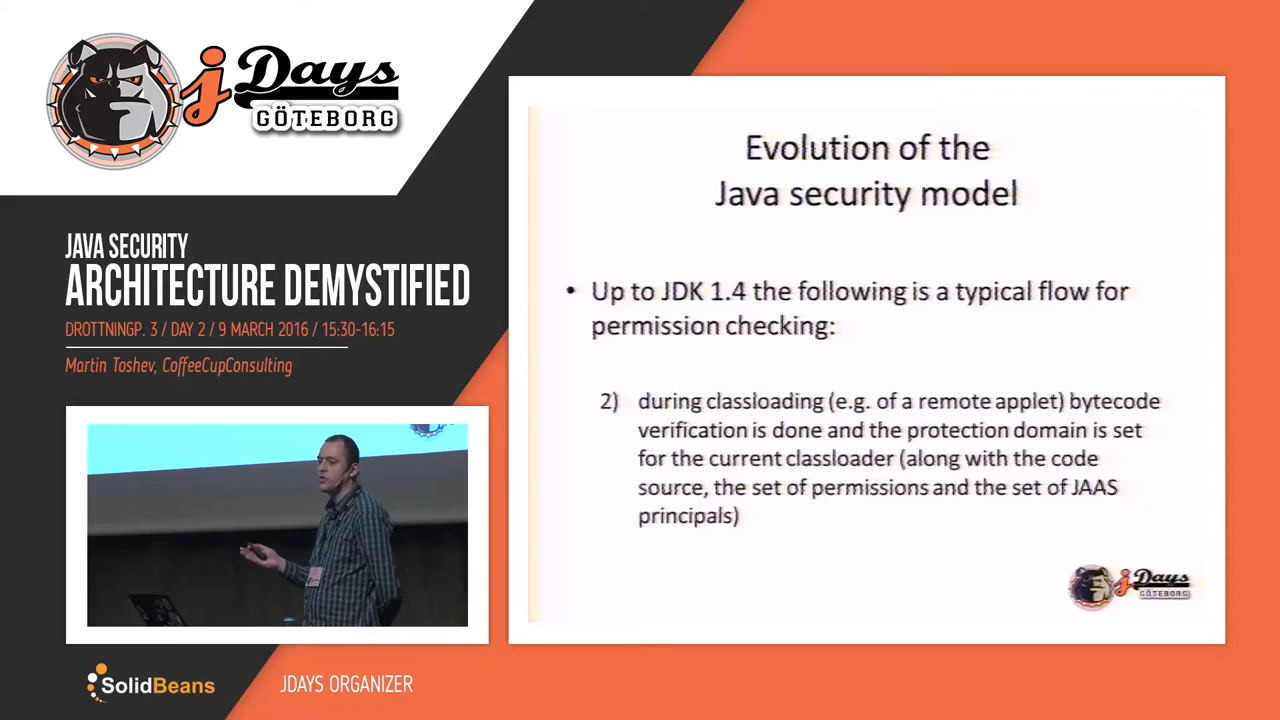 jDays
GÖTEBORG
JAVA SECURITY
ARCHITECTURE DEMYSTIFIED
DROTTNINGP. 3 / DAY 2 / 9 MARCH 2016 / 15:30-16:15
Martin Toshev, CoffeeCupConsulting
Evolution of the
Java security model
• Up to JDK 1.4 the following is a typical flow for
permission checking:
2) during classloading (e.g. of a remote applet) bytecode
verification is done and the protection domain is set
for the current classloader (along with the code
source, the set of permissions and the set of JAAS
principals)
jDays
GÖTEBORG
SolidBeans
JDAYS ORGANIZER